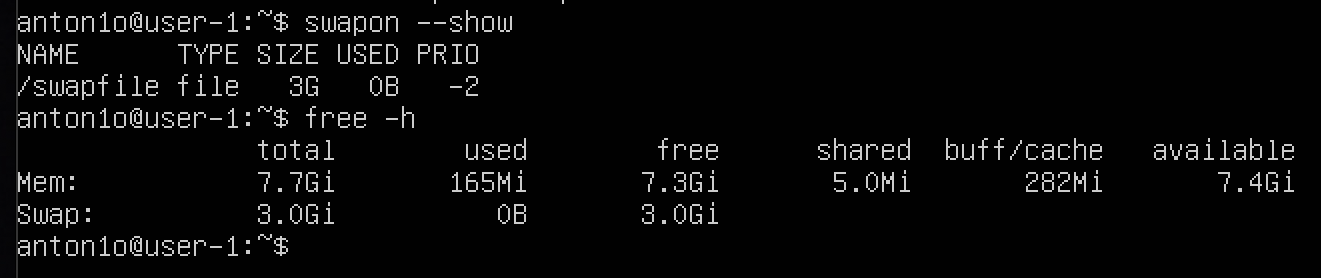 anton1o@user-1:~$ swapon --show
NAME      TYPE SIZE USED PRIO
/swapfile file   3G   0B   -2
anton1o@user-1:~$ free -h
               total        used        free      shared  buff/cache   available
Mem:           7.7Gi       165Mi       7.3Gi       5.0Mi       282Mi       7.4Gi
Swap:          3.0Gi          0B       3.0Gi
anton1o@user-1:~$